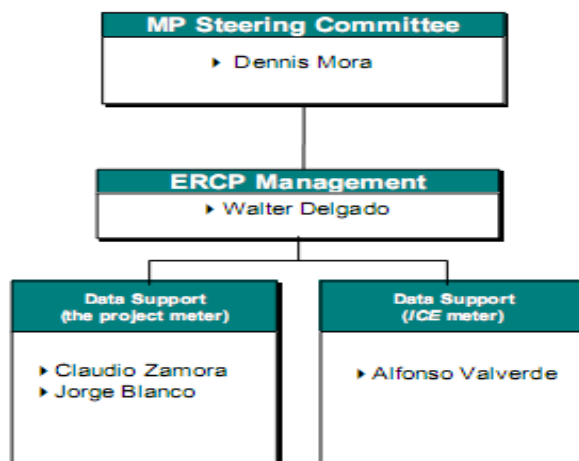 MP Steering Committee
Dennis Mora
ERCP Management
Walter Delgado
Data Support
(the project meter)
Claudio Zamora
Jorge Blanco
Data Support
(ICE meter)
Alfonso Valverde